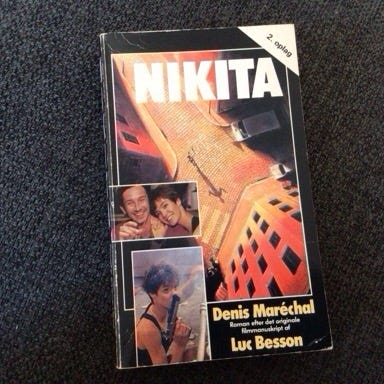 2. oplag
NIKITA
Denis Maréchal
Roman efter det originale
filmmanuskript af
Luc Besson